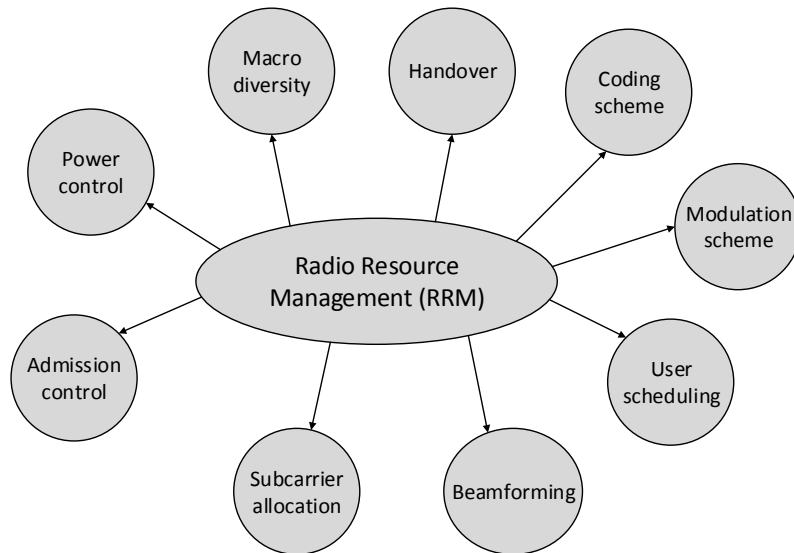 Macro
diversity
Handover
Coding
scheme
Power
control
Modulation
scheme
Radio Resource
Management (RRM)
Admission
control
User
scheduling
Subcarrier
allocation
Beamforming